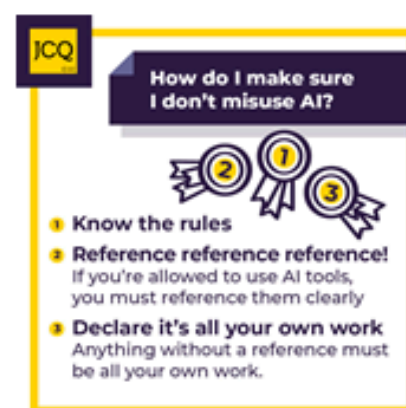 JCQ
How do I make sure
I don't misuse AI?
2
1
3
1 Know the rules
2 Reference reference reference!
If you're allowed to use AI tools,
you must reference them clearly
3 Declare it's all your own work
Anything without a reference must
be all your own work.